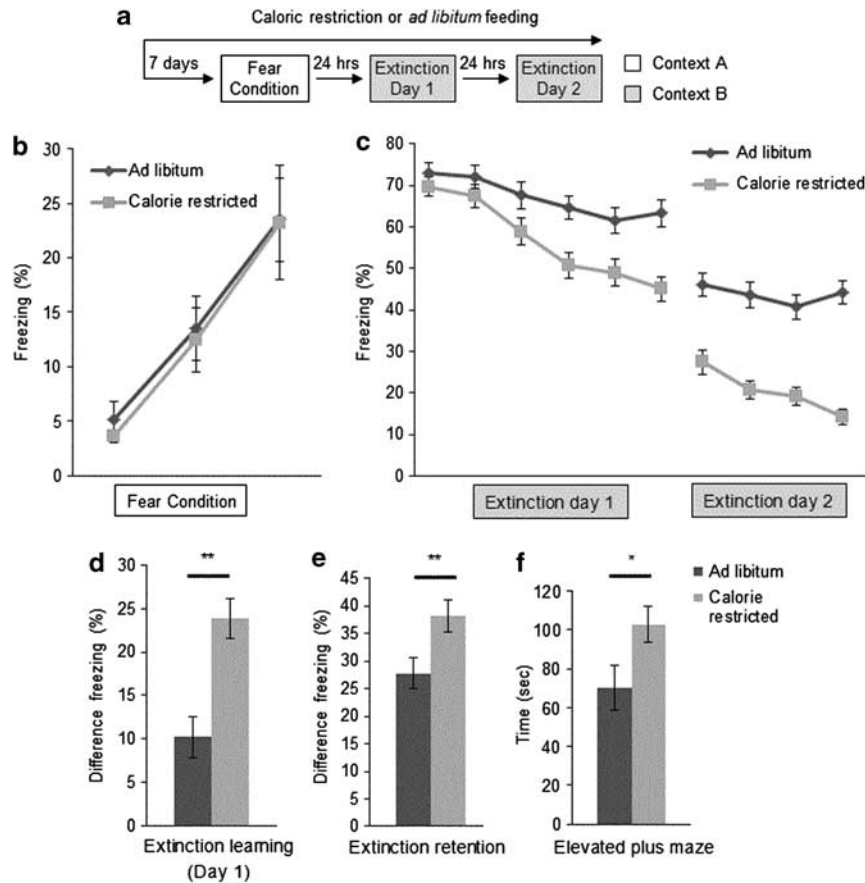 a
Caloric restriction or ad libitum feeding
7 days
Fear
Condition
24 hrs
Extinction
Day 1
24 hrs
Extinction
Day 2
Context A
Context B
b
Freezing (%)
30
25
20
15
10
5
0
Ad libitum
Calorie restricted
Fear Condition
c
Freezing (%)
80
70
60
50
40
30
20
10
0
Ad libitum
Calorie restricted
Extinction day 1
Extinction day 2
d
Difference freezing (%)
30
25
20
15
10
5
0
**
Extinction learning
(Day 1)
e
Difference freezing (%)
45
40
35
30
25
20
15
10
5
0
**
Extinction retention
f
Time (sec)
120
100
80
60
40
20
0
*
Elevated plus maze
Ad libitum
Calorie
restricted